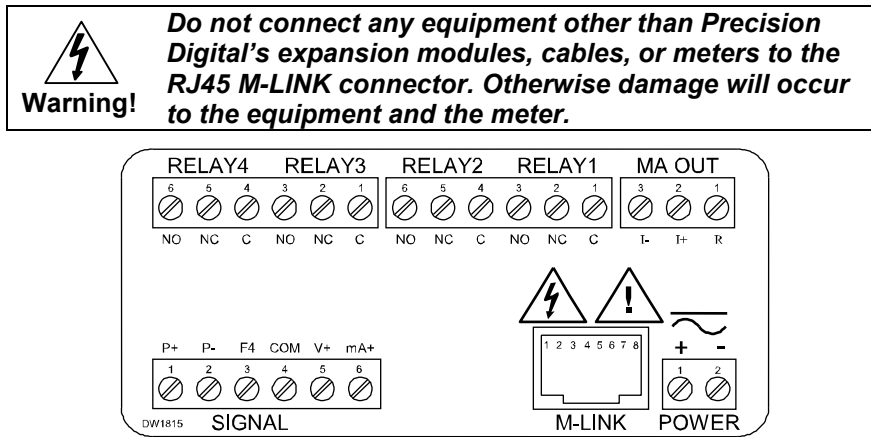 Do not connect any equipment other than Precision
Digital's expansion modules, cables, or meters to the
RJ45 M-LINK connector. Otherwise damage will occur
to the equipment and the meter.
Warning!
RELAY4 RELAY3 RELAY2 RELAY1 MA OUT
6 5 4 3 2 1 6 5 4 3 2 1 3 2 1
NO NC C NO NC C NO NC C NO NC C I- I+ R
P+ P- F4 COM V+ mA+
1 2 3 4 5 6
1 2 3 4 5 6 7 8
+ -
1 2
DW1815 SIGNAL M-LINK POWER